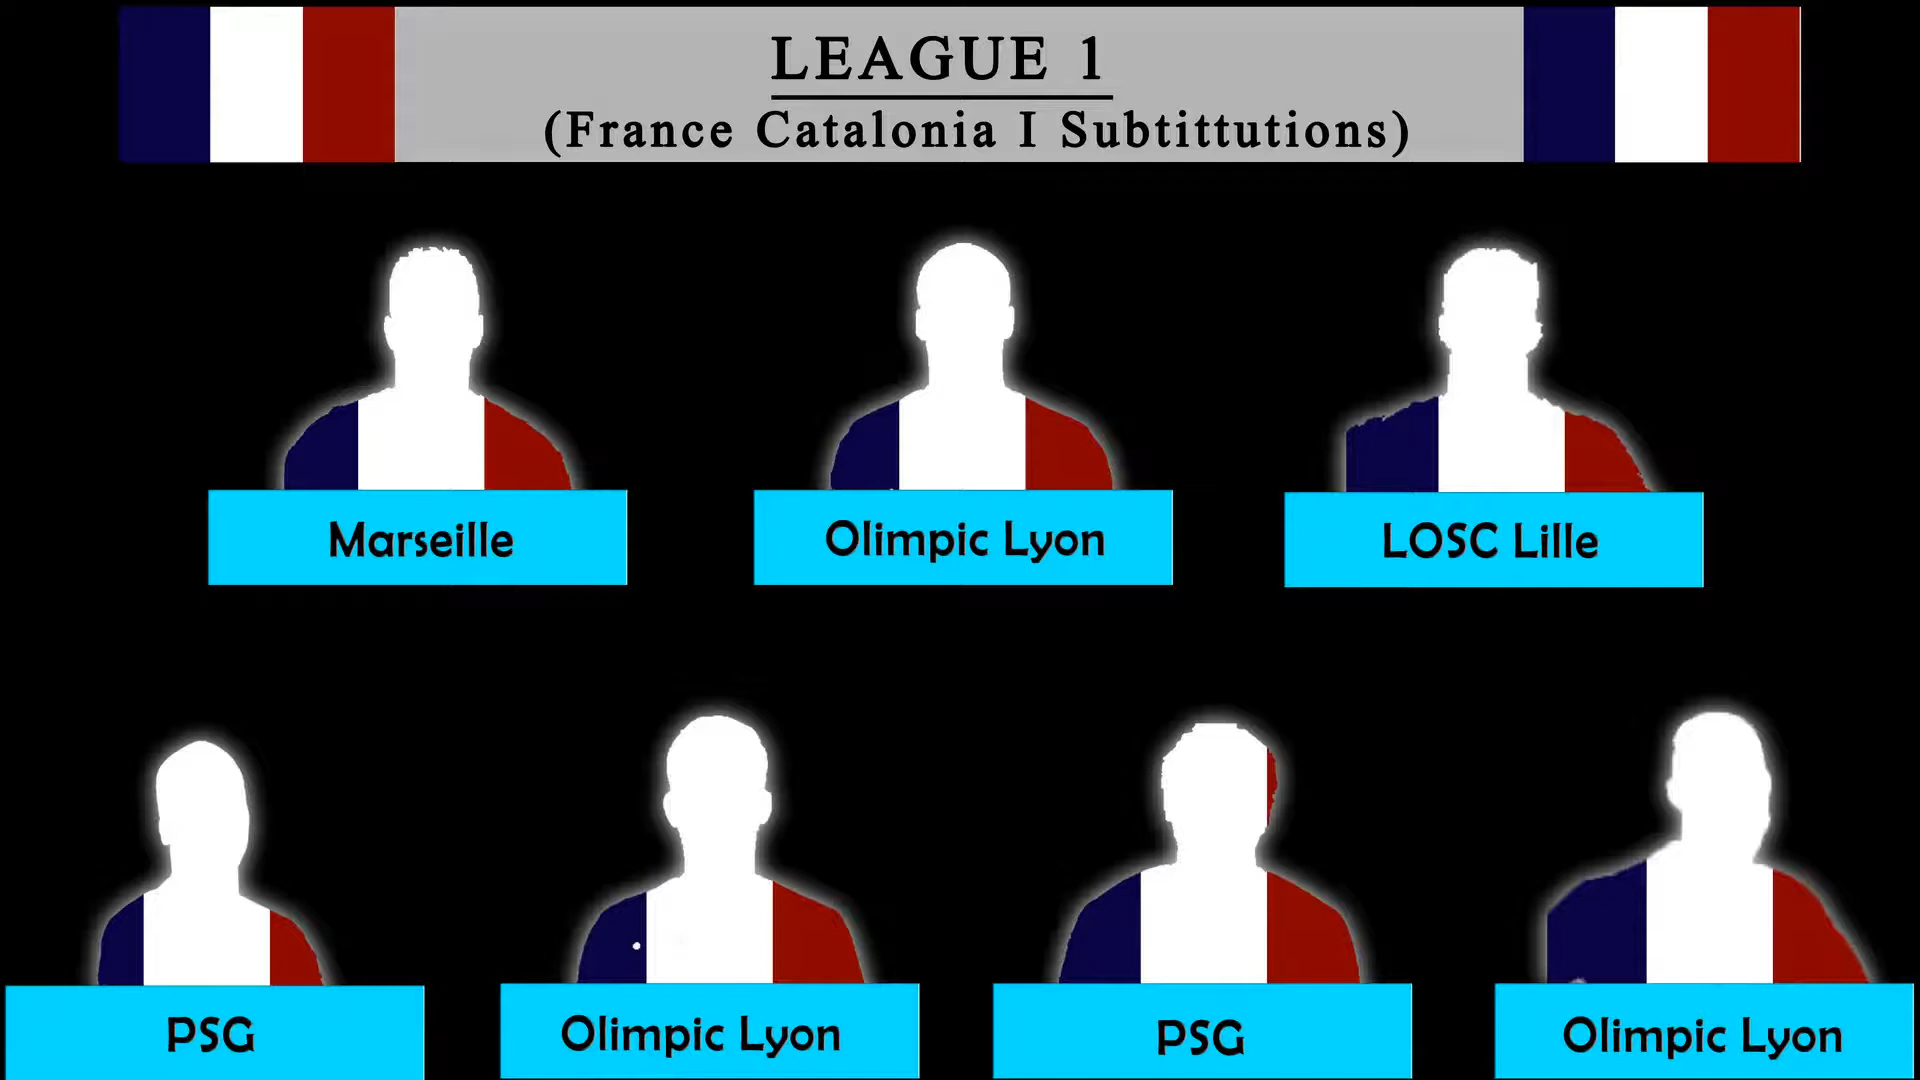 LEAGUE 1
(France Catalonia I Subtittutions)
Marseille
Olimpic Lyon
LOSC Lille
PSG
Olimpic Lyon
PSG
Olimpic Lyon